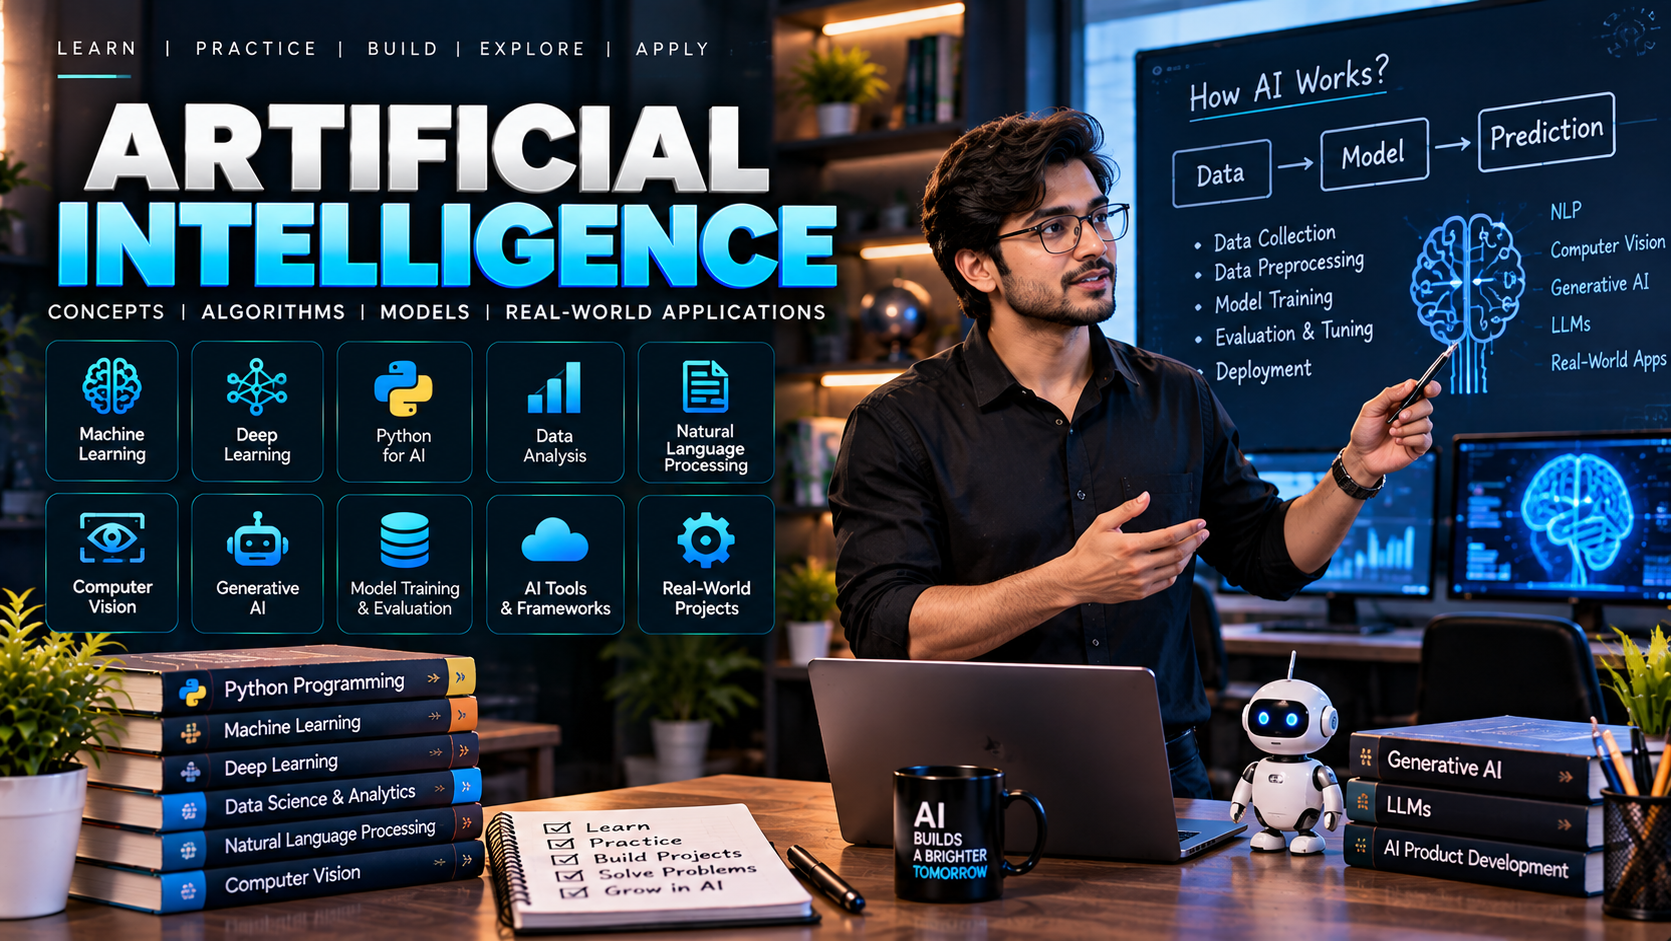 LEARN | PRACTICE | BUILD | EXPLORE | APPLY
ARTIFICIAL
INTELLIGENCE
CONCEPTS | ALGORITHMS | MODELS | REAL-WORLD APPLICATIONS
Machine
Learning
Deep
Learning
Python
for AI
Data
Analysis
Natural
Language
Processing
Computer
Vision
Generative
AI
Model Training
& Evaluation
AI Tools
& Frameworks
Real-World
Projects
How AI Works?
Data
Model
Prediction
• Data Collection
• Data Preprocessing
• Model Training
• Evaluation & Tuning
• Deployment
NLP
Computer Vision
Generative AI
LLMs
Real-World Apps
Python Programming
Machine Learning
Deep Learning
Data Science & Analytics
Natural Language Processing
Computer Vision
Learn
Practice
Build Projects
Solve Problems
Grow in AI
AI
BUILDS
A BRIGHTER
TOMORROW
Generative AI
LLMs
AI Product Development